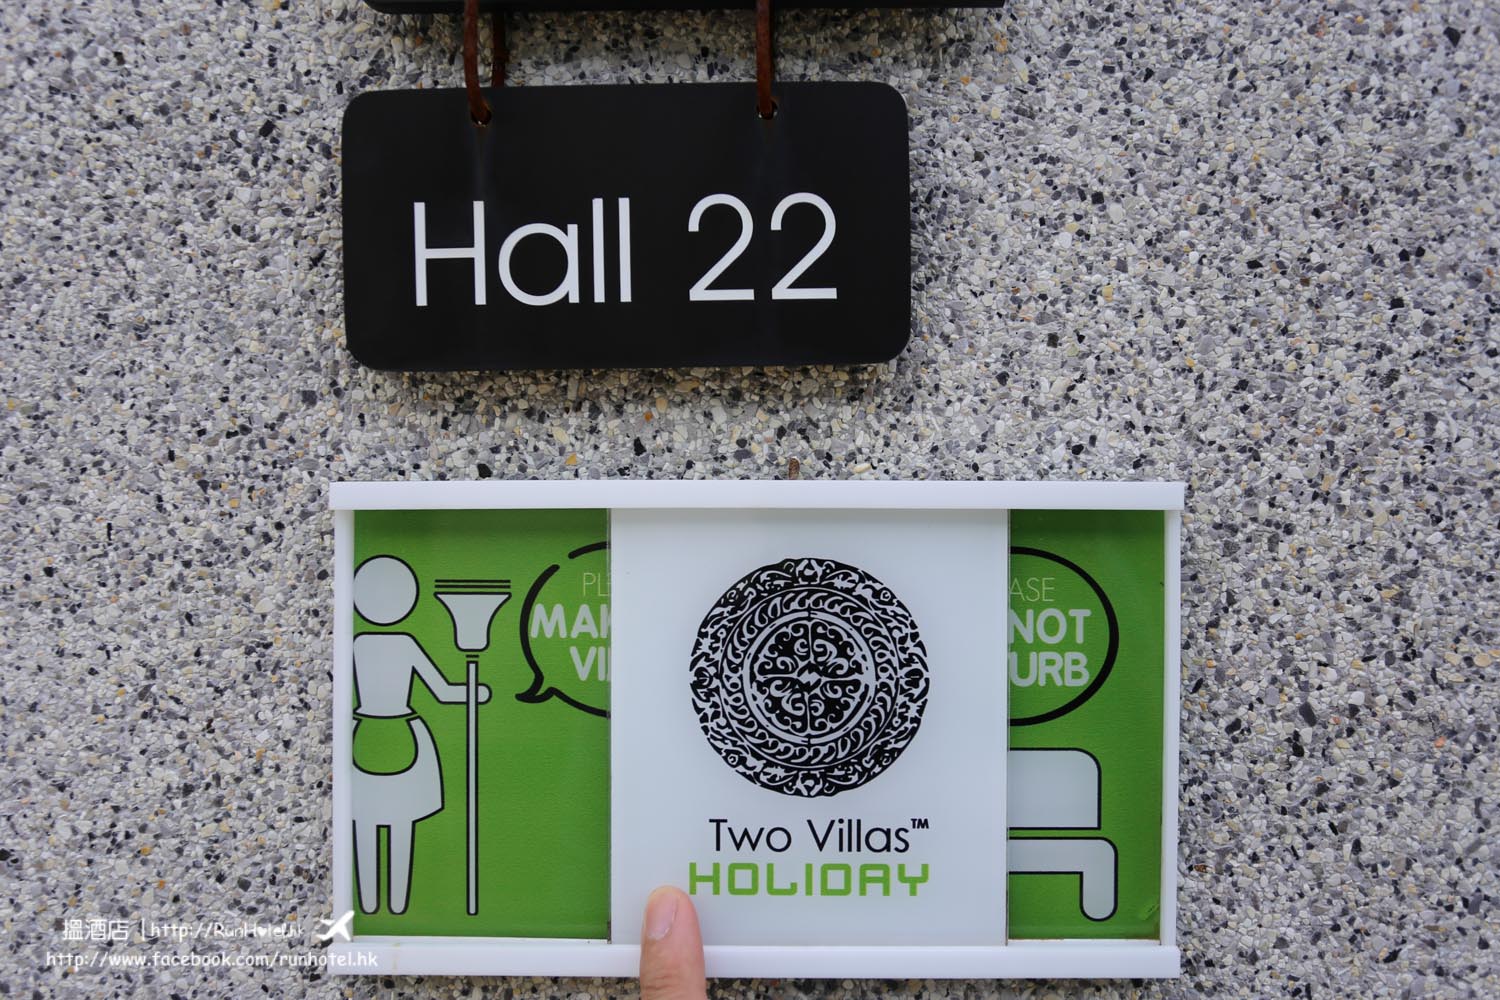 Hall 22
PLE
MAK
VIL
ASE
NOT
URB
Two Villas™
HOLIDAY
搵酒店 | http://RunHotel.hk
http://www.facebook.com/runhotel.hk